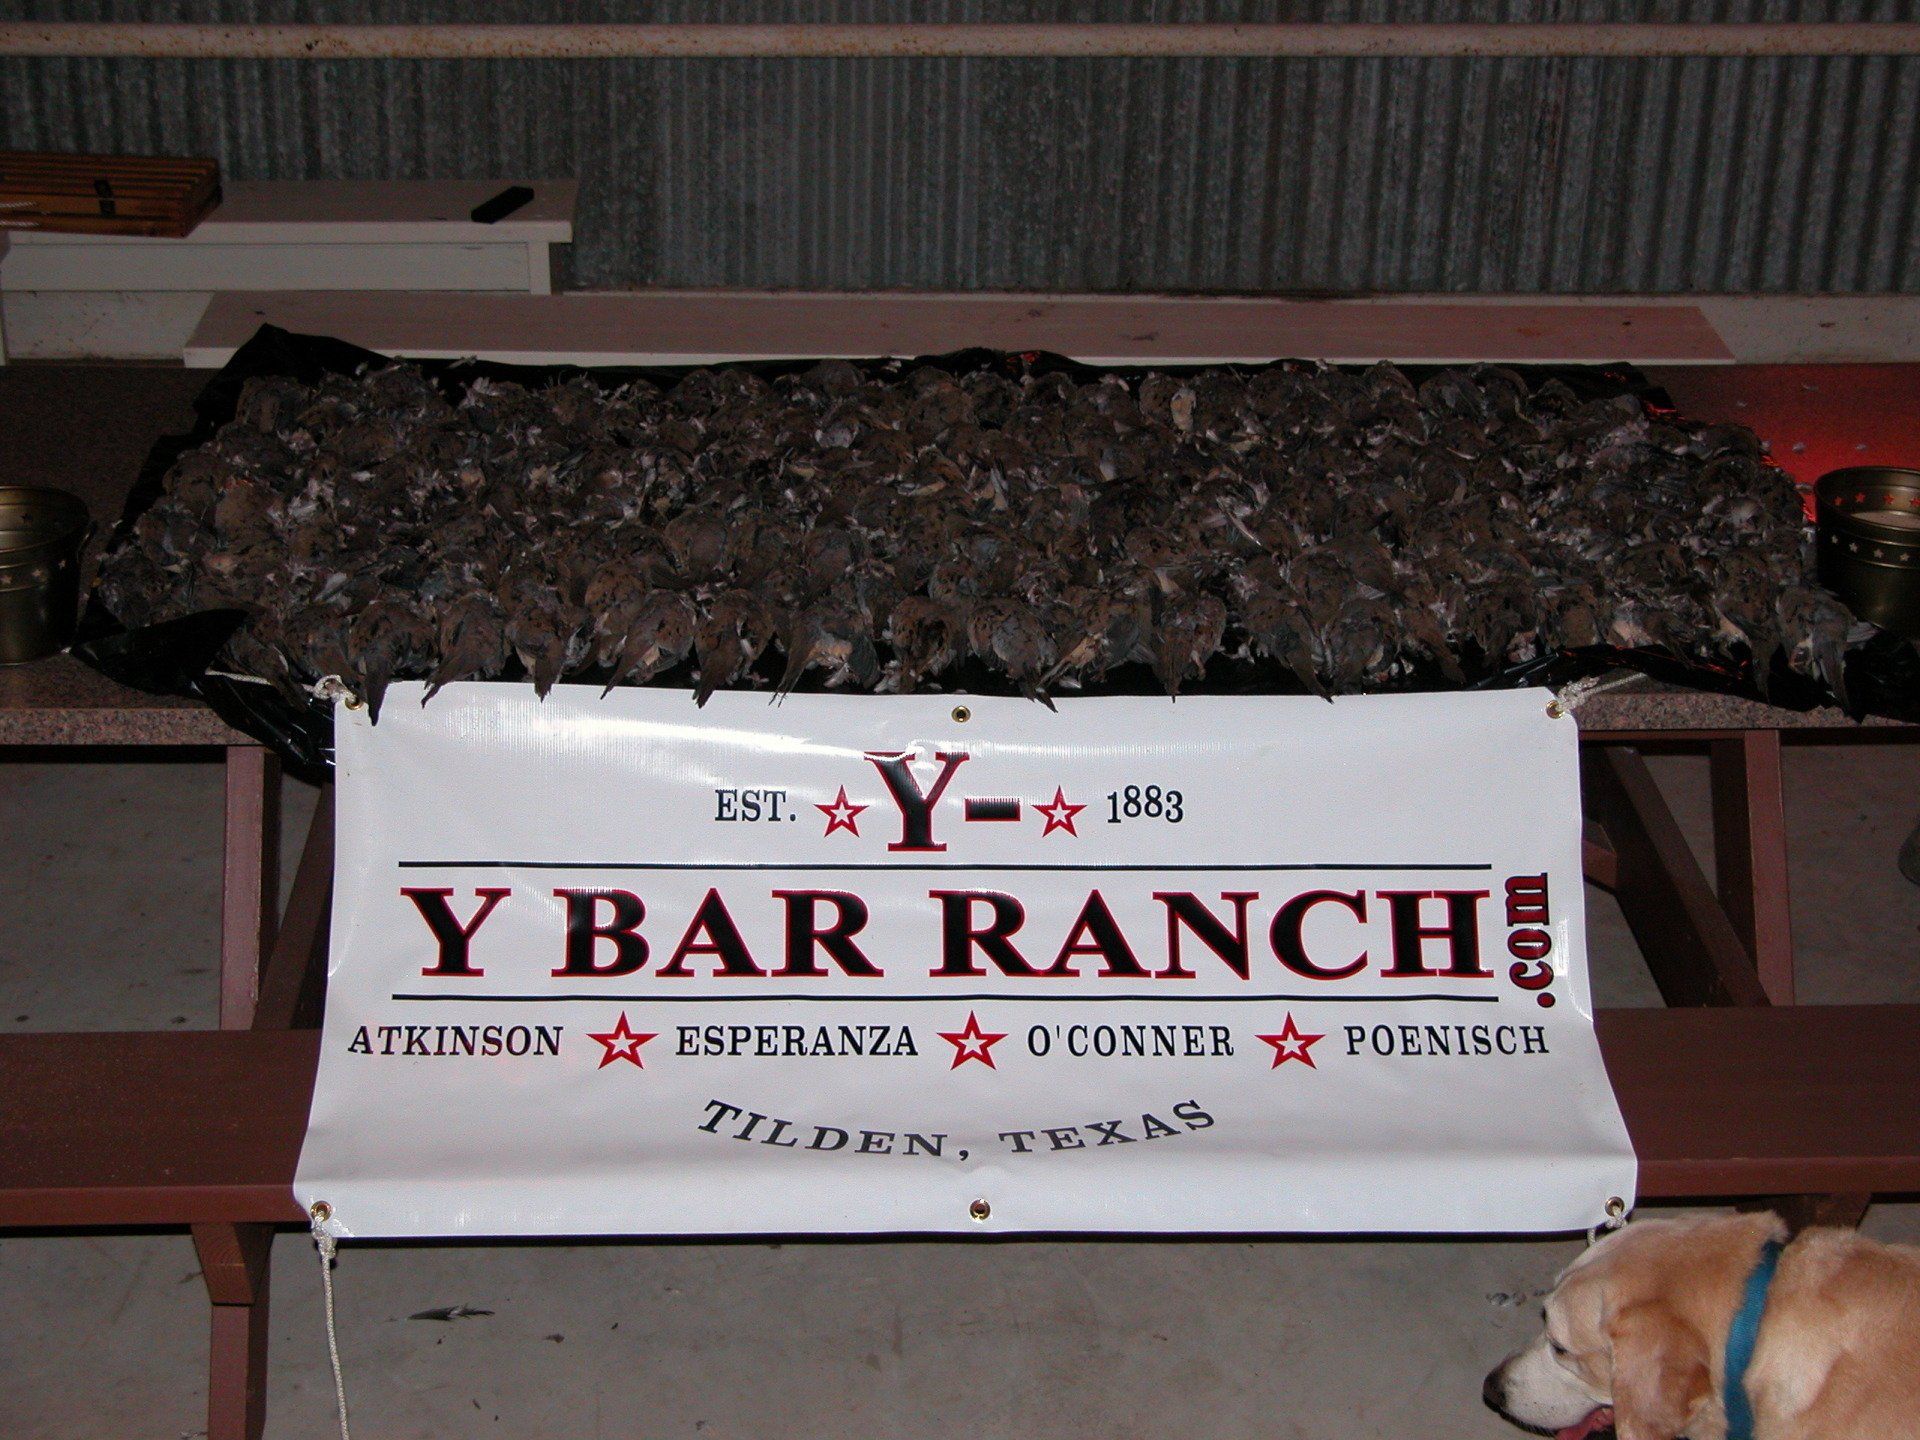 EST. Y- 1883
Y BAR RANCH .com
ATKINSON ESPERANZA O'CONNER POENISCH
TILDEN, TEXAS